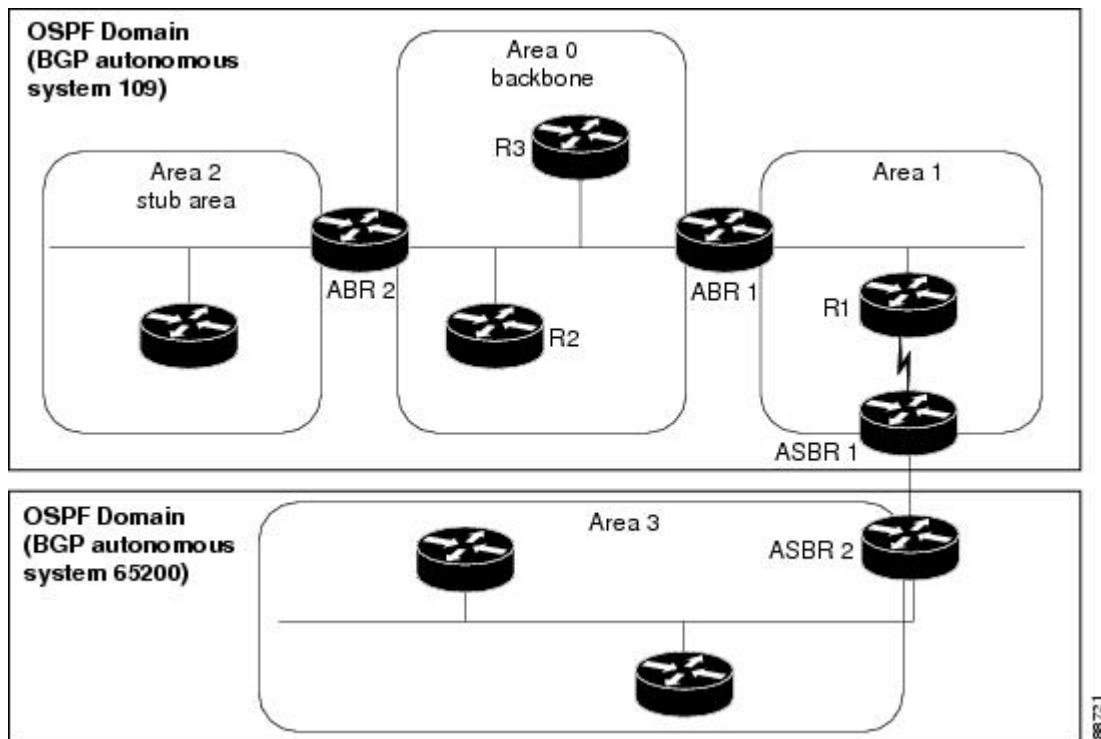 OSPF Domain
(BGP autonomous
system 109)
Area 0
backbone
R3
Area 2
stub area
Area 1
ABR 2
ABR 1
R1
R2
ASBR 1
OSPF Domain
(BGP autonomous
system 65200)
Area 3
ASBR 2
88721